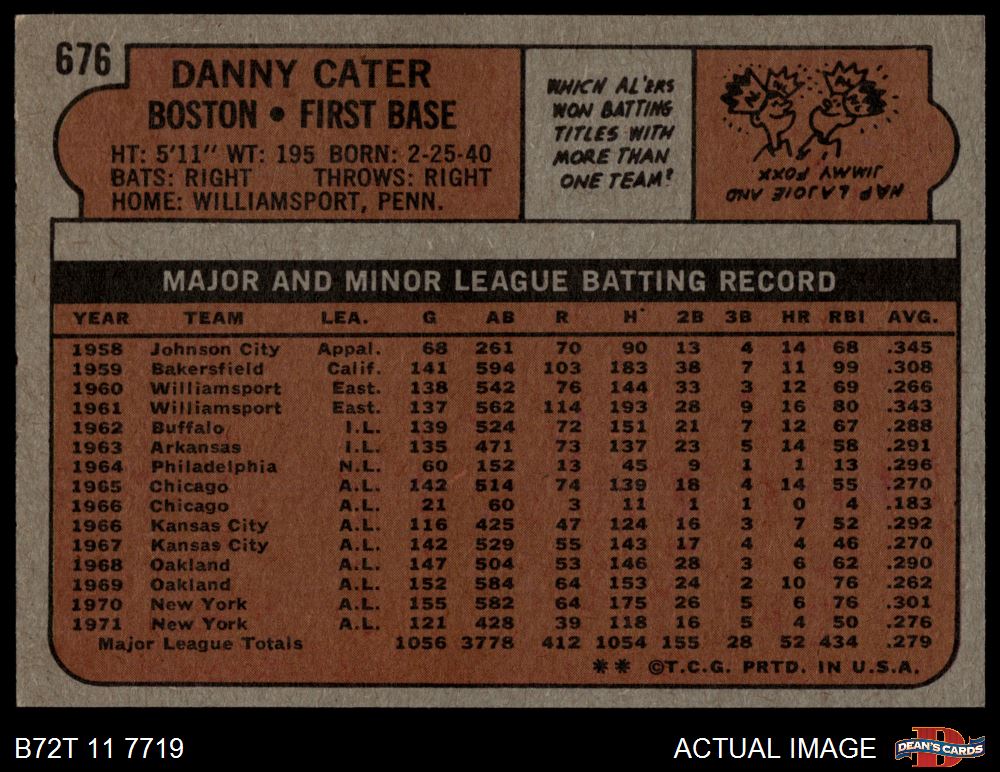 676
DANNY CATER
BOSTON • FIRST BASE
HT: 5'11" WT: 195 BORN: 2-25-40
BATS: RIGHT THROWS: RIGHT
HOME: WILLIAMSPORT, PENN.
WHICH AL'ERS
WON BATTING
TITLES WITH
MORE THAN
ONE TEAM?
NAP LAJOIE AND
JIMMY FOXX
MAJOR AND MINOR LEAGUE BATTING RECORD
YEAR TEAM LEA. G AB R H 2B 3B HR RBI AVG.
1958 Johnson City Appal. 68 261 70 90 13 4 14 68 .345
1959 Bakersfield Calif. 141 594 103 183 38 7 11 99 .308
1960 Williamsport East. 138 542 76 144 33 3 12 69 .266
1961 Williamsport East. 137 562 114 193 28 9 16 80 .343
1962 Buffalo I.L. 139 524 72 151 21 7 12 67 .288
1963 Arkansas I.L. 135 471 73 137 23 5 14 58 .291
1964 Philadelphia N.L. 60 152 13 45 9 1 1 13 .296
1965 Chicago A.L. 142 514 74 139 18 4 14 55 .270
1966 Chicago A.L. 21 60 3 11 1 1 0 4 .183
1966 Kansas City A.L. 116 425 47 124 16 3 7 52 .292
1967 Kansas City A.L. 142 529 55 143 17 4 4 46 .270
1968 Oakland A.L. 147 504 53 146 28 3 6 62 .290
1969 Oakland A.L. 152 584 64 153 24 2 10 76 .262
1970 New York A.L. 155 582 64 175 26 5 6 76 .301
1971 New York A.L. 121 428 39 118 16 5 4 50 .276
Major League Totals 1056 3778 412 1054 155 28 52 434 .279
** ©T.C.G. PRTD. IN U.S.A.
B72T 11 7719
ACTUAL IMAGE
DEAN'S CARDS